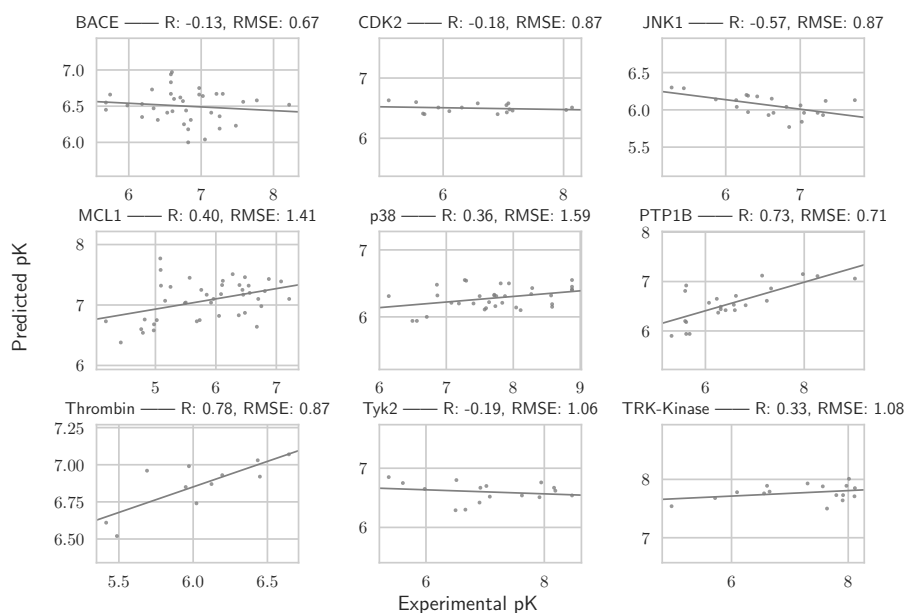 BACE —— R: -0.13, RMSE: 0.67
CDK2 —— R: -0.18, RMSE: 0.87
JNK1 —— R: -0.57, RMSE: 0.87
7.0
6.5
6.0
6 7 8
7
6
6 8
6.5
6.0
5.5
6 7
MCL1 —— R: 0.40, RMSE: 1.41
p38 —— R: 0.36, RMSE: 1.59
PTP1B —— R: 0.73, RMSE: 0.71
8
7
6
5 6 7
7
6
6 7 8 9
8
7
6
6 8
Thrombin —— R: 0.78, RMSE: 0.87
Tyk2 —— R: -0.19, RMSE: 1.06
TRK-Kinase —— R: 0.33, RMSE: 1.08
7.25
7.00
6.75
6.50
5.5 6.0 6.5
7
6
6 8
8
7
6 8
Predicted pK
Experimental pK